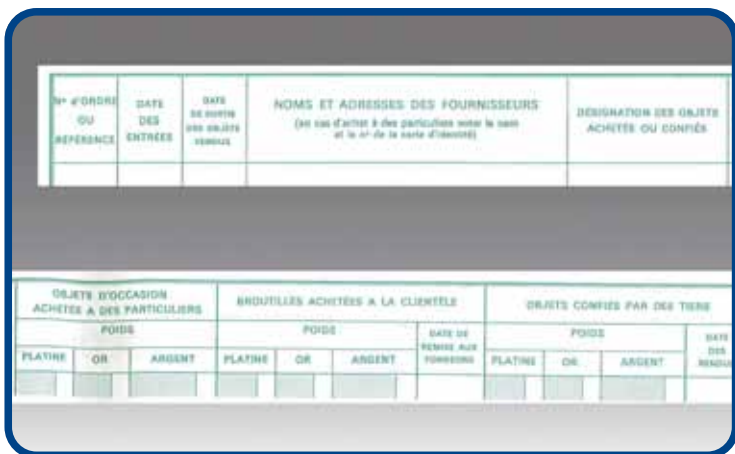 N° d'ORDRE
OU
RÉFÉRENCE
DATE
DES
ENTRÉES
DATE
DE SORTIE
DES OBJETS
VENDUS
NOMS ET ADRESSES DES FOURNISSEURS
(en cas d'achat à des particuliers noter le nom
et le n° de la carte d'identité)
DÉSIGNATION DES OBJETS
ACHETÉS OU CONFIÉS
OBJETS D'OCCASION
ACHETÉS A DES PARTICULIERS
BROUTILLES ACHETÉES A LA CLIENTÈLE
OBJETS CONFIÉS PAR DES TIERS
POIDS
POIDS
DATE DE
REMISE AUX
POIDS
DATE
DES
PLATINE
OR
ARGENT
PLATINE
OR
ARGENT
PLATINE
OR
ARGENT